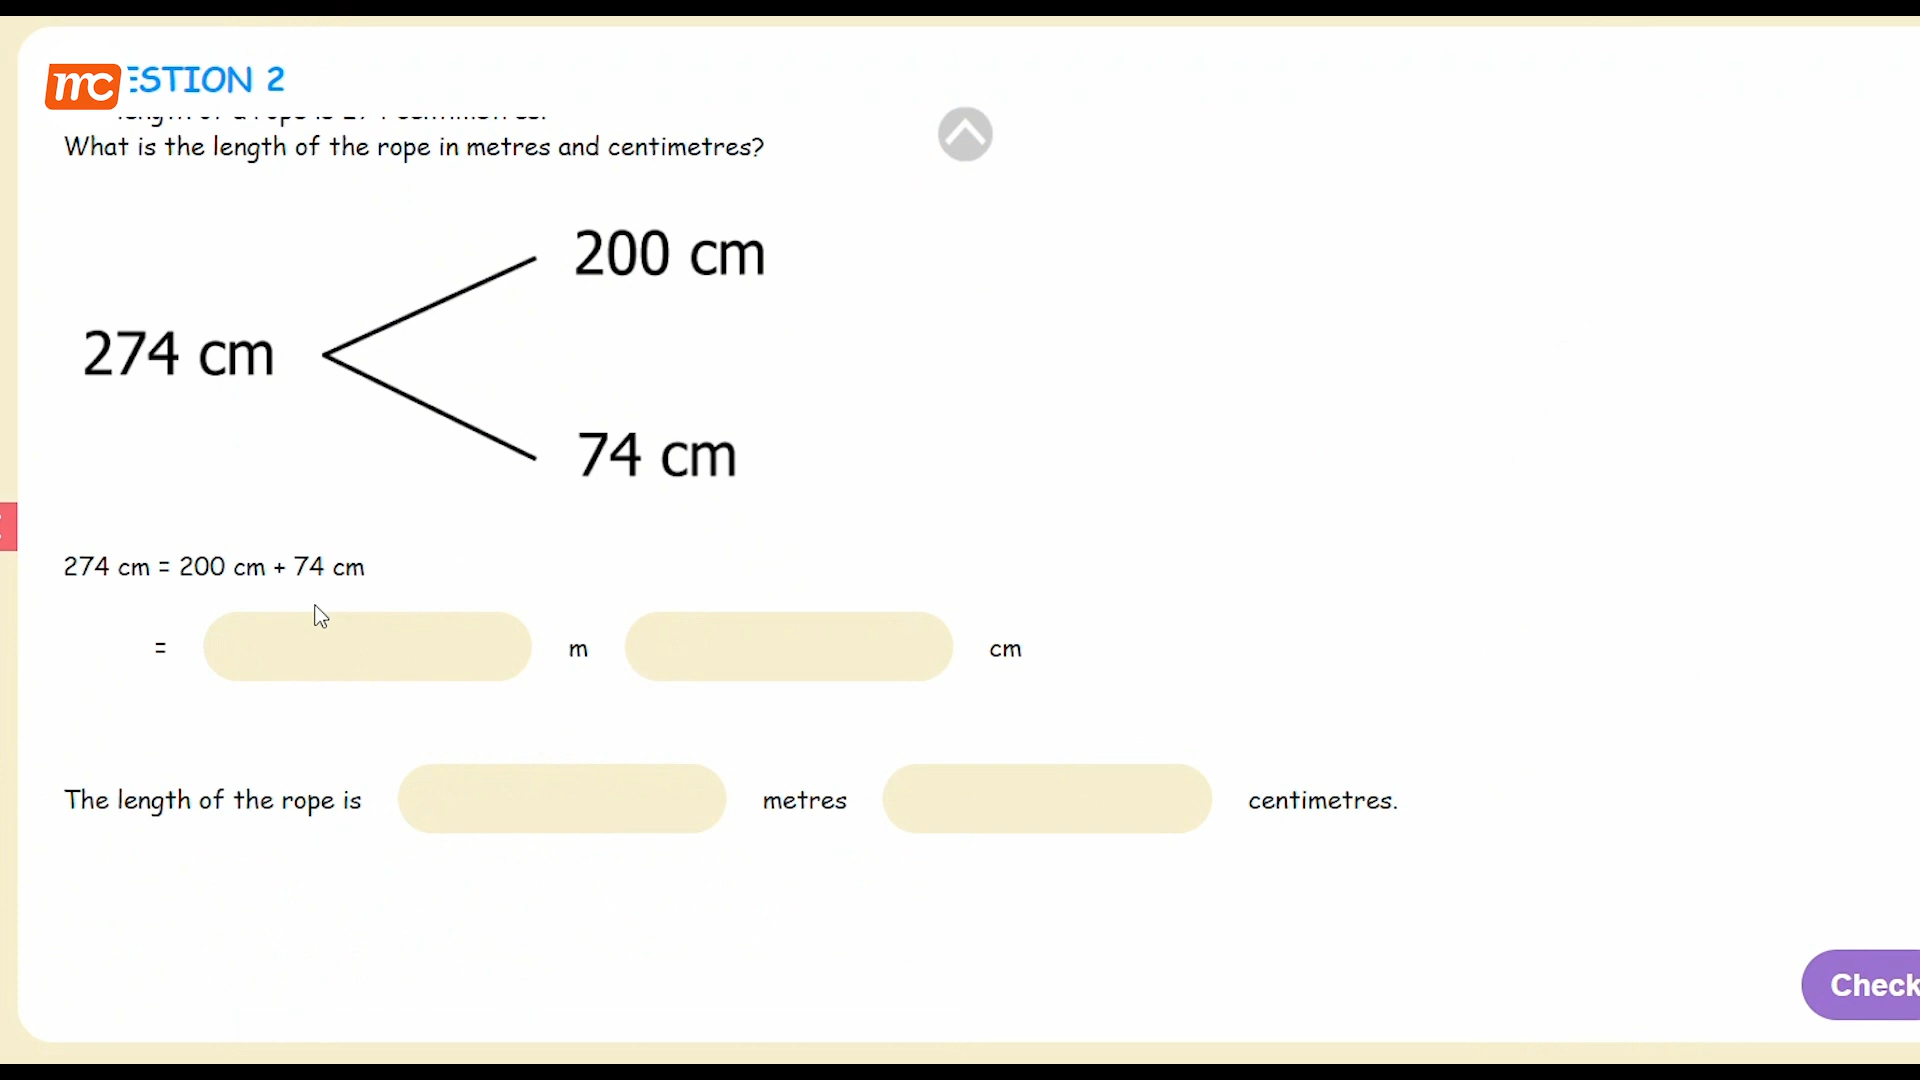 mc ESTION 2
What is the length of the rope in metres and centimetres?
200 cm
274 cm
74 cm
274 cm = 200 cm + 74 cm
= m cm
The length of the rope is metres centimetres.
Check